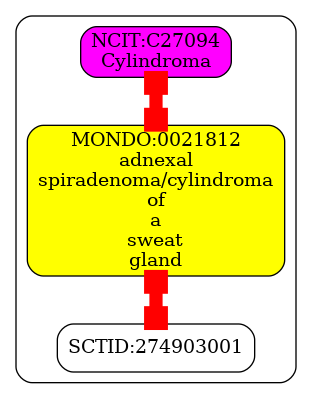 NCIT:C27094
Cylindroma
MONDO:0021812
adnexal
spiradenoma/cylindroma
of
a
sweat
gland
SCTID:274903001